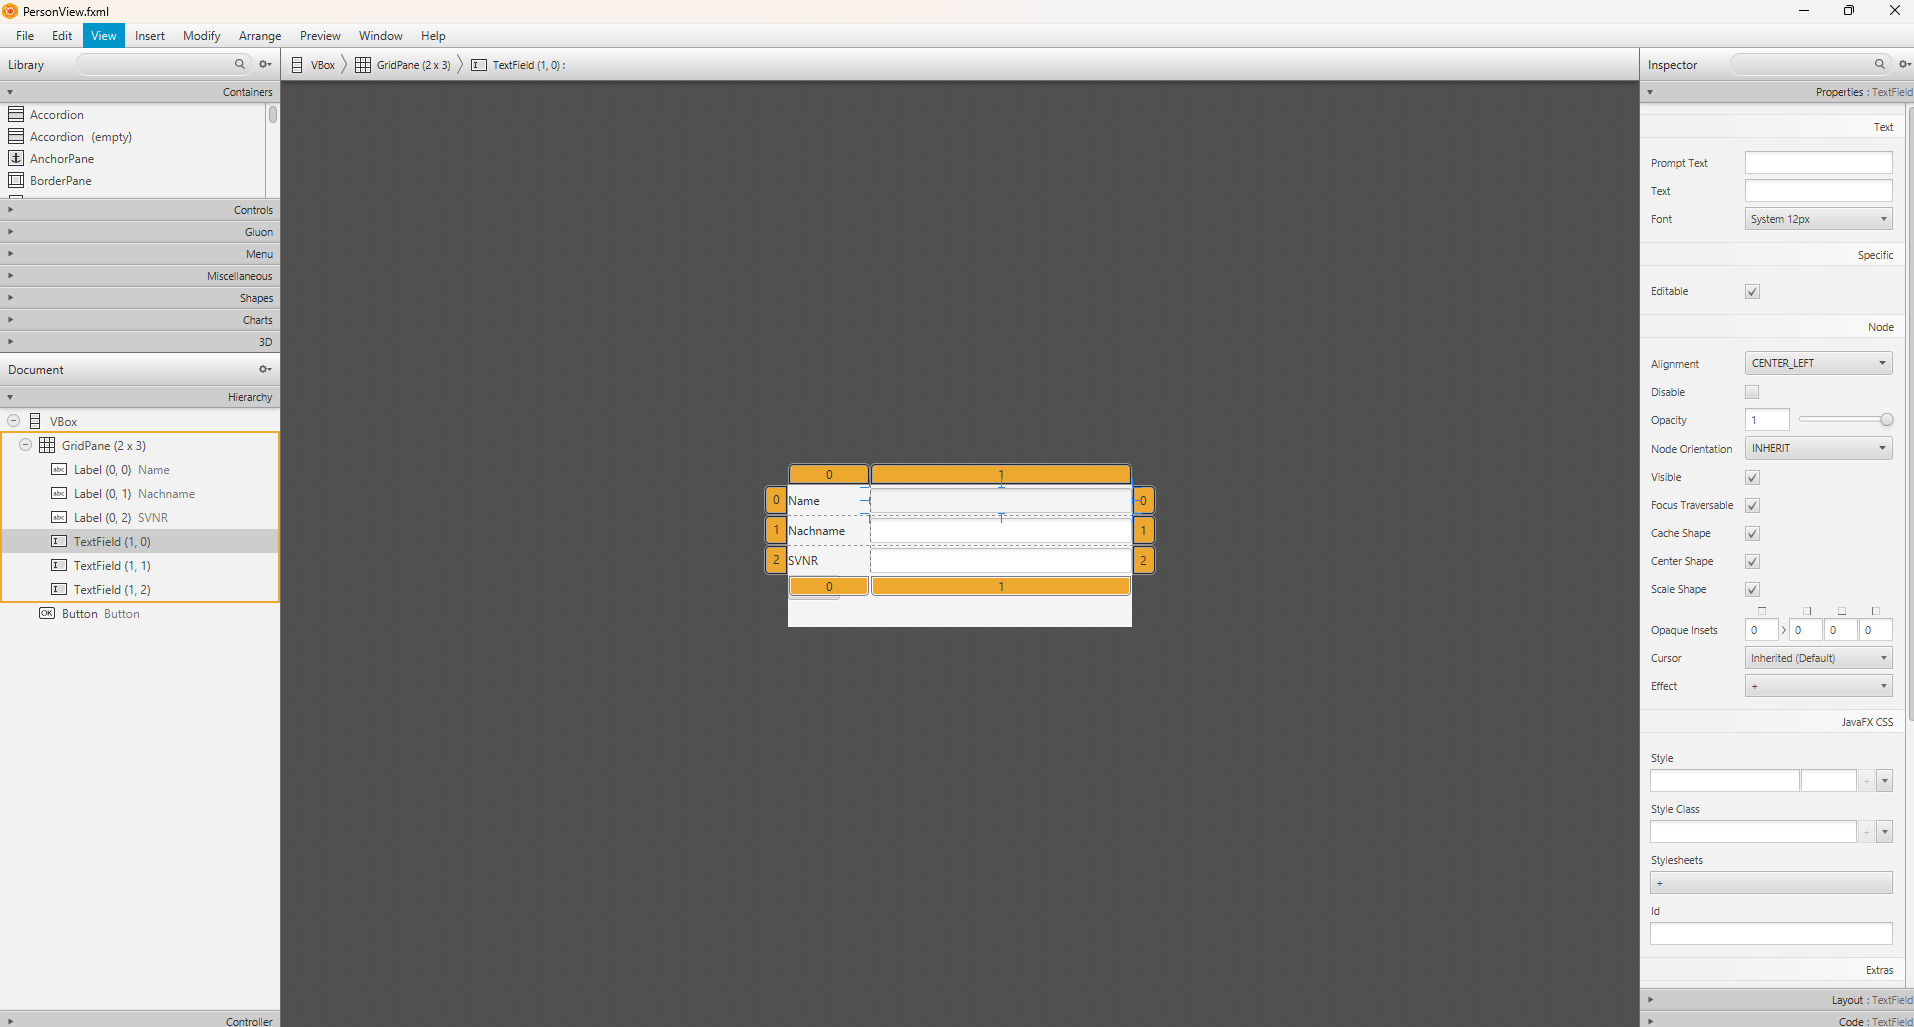 PersonView.fxml
File Edit View Insert Modify Arrange Preview Window Help
Library
Containers
Accordion
Accordion (empty)
AnchorPane
BorderPane
Controls
Gluon
Menu
Miscellaneous
Shapes
Charts
3D
Document
Hierarchy
VBox
GridPane (2 x 3)
Label (0, 0) Name
Label (0, 1) Nachname
Label (0, 2) SVNR
TextField (1, 0)
TextField (1, 1)
TextField (1, 2)
OK Button Button
Controller
VBox GridPane (2 x 3) TextField (1, 0) :
0 1
0 Name 0
1 Nachname 1
2 SVNR 2
0 1
Inspector
Properties : TextField
Text
Prompt Text
Text
Font System 12px
Specific
Editable
Node
Alignment CENTER_LEFT
Disable
Opacity 1
Node Orientation INHERIT
Visible
Focus Traversable
Cache Shape
Center Shape
Scale Shape
Opaque Insets 0 0 0 0
Cursor Inherited (Default)
Effect +
JavaFX CSS
Style
+
Style Class
+
Stylesheets
+
Id
Extras
Layout : TextField
Code : TextField